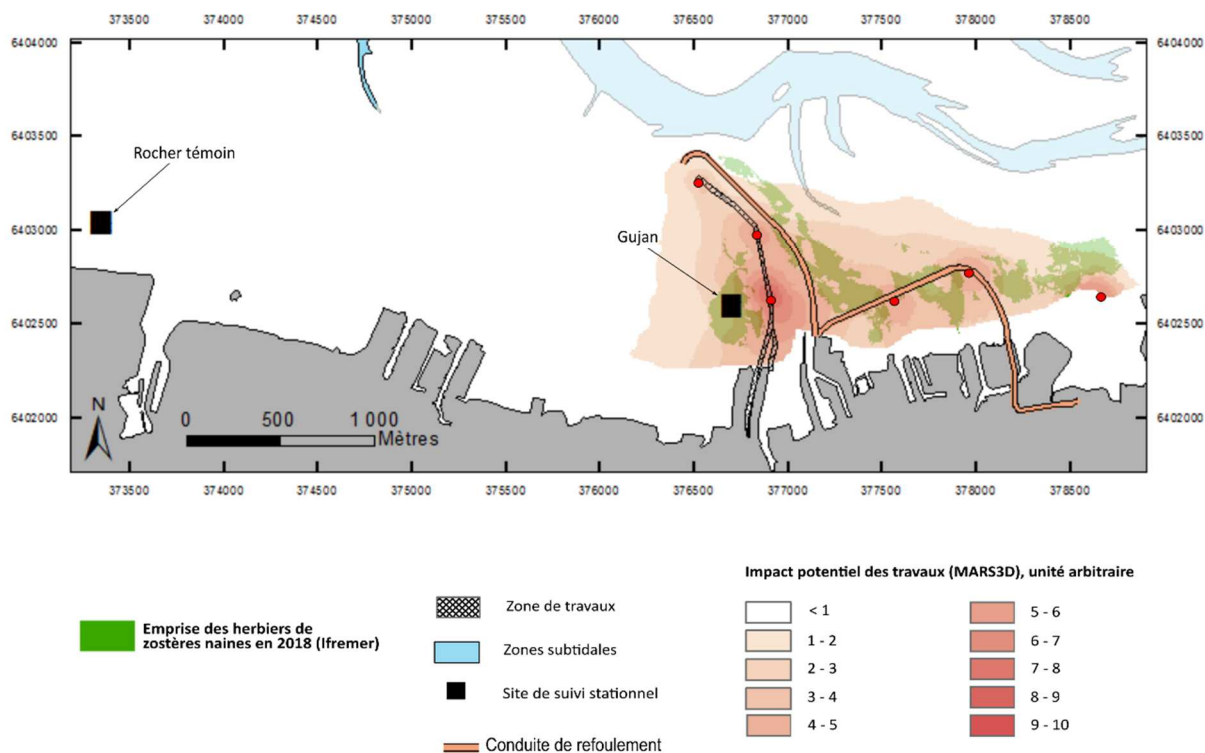 373500 374000 374500 375000 375500 376000 376500 377000 377500 378000 378500
6404000 6404000
6403500 6403500
Rocher témoin
Gujan
6403000 6403000
6402500 6402500
6402000 6402000
N
0 500 1 000
Mètres
373500 374000 374500 375000 375500 376000 376500 377000 377500 378000 378500
Emprise des herbiers de
zostères naines en 2018 (Ifremer)
Zone de travaux
Zones subtidales
Site de suivi stationnel
Conduite de refoulement
Impact potentiel des travaux (MARS3D), unité arbitraire
< 1
1 - 2
2 - 3
3 - 4
4 - 5
5 - 6
6 - 7
7 - 8
8 - 9
9 - 10